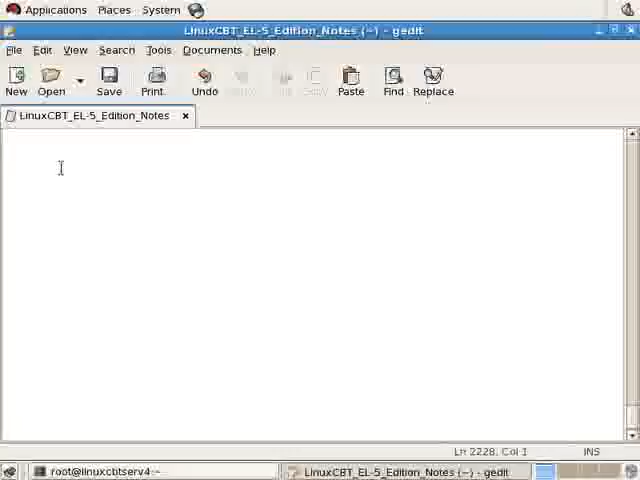 Applications Places System
LinuxCBT_EL-5_Edition_Notes (~) - gedit
File Edit View Search Tools Documents Help
New Open Save Print Undo Paste Find Replace
LinuxCBT_EL-5_Edition_Notes
Ln 2228, Col 1 INS
root@linuxcbtserv4:~ LinuxCBT_EL-5_Edition_Notes (~) - gedit